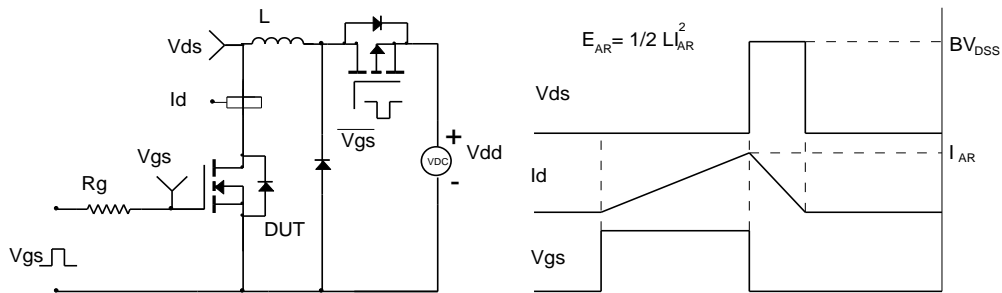 L
Vds
Id
Vgs
Rg
DUT
Vgs
Vgs
+
VDC
-
Vdd
E_AR= 1/2 LI_AR^2
BV_DSS
Vds
I_AR
Id
Vgs